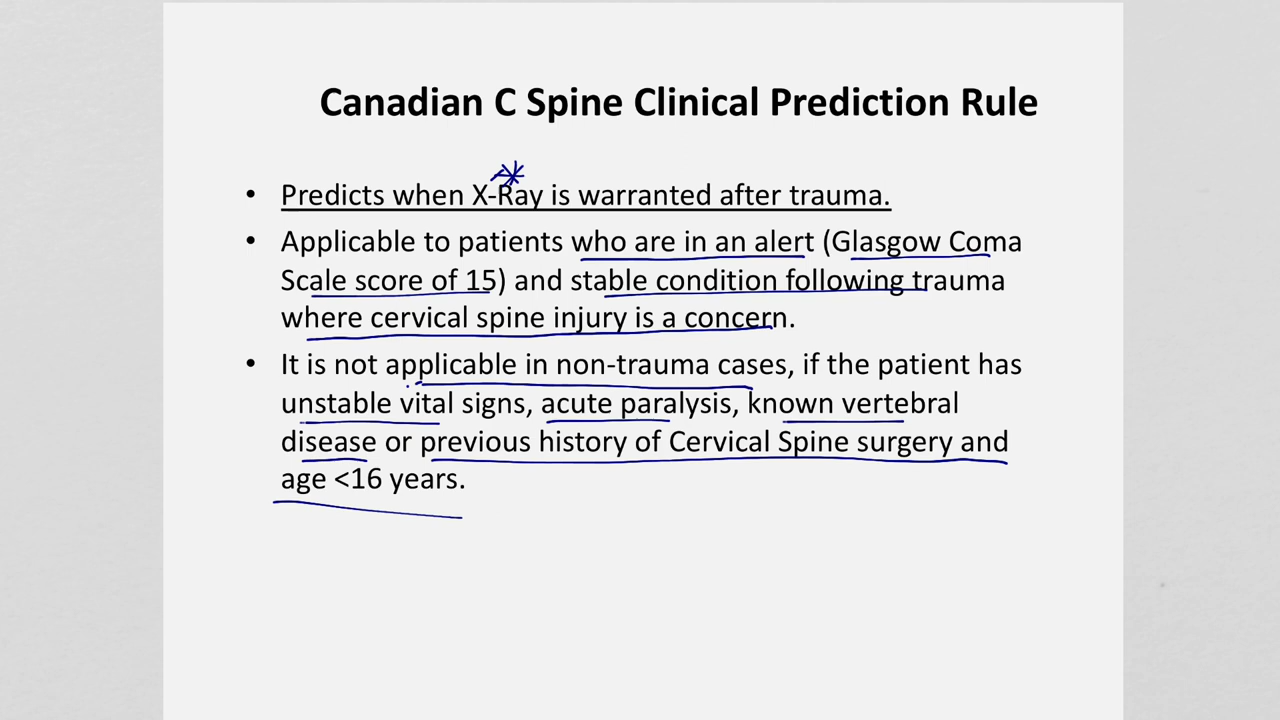 Canadian C Spine Clinical Prediction Rule
• Predicts when X-Ray is warranted after trauma.
• Applicable to patients who are in an alert (Glasgow Coma
Scale score of 15) and stable condition following trauma
where cervical spine injury is a concern.
• It is not applicable in non-trauma cases, if the patient has
unstable vital signs, acute paralysis, known vertebral
disease or previous history of Cervical Spine surgery and
age <16 years.